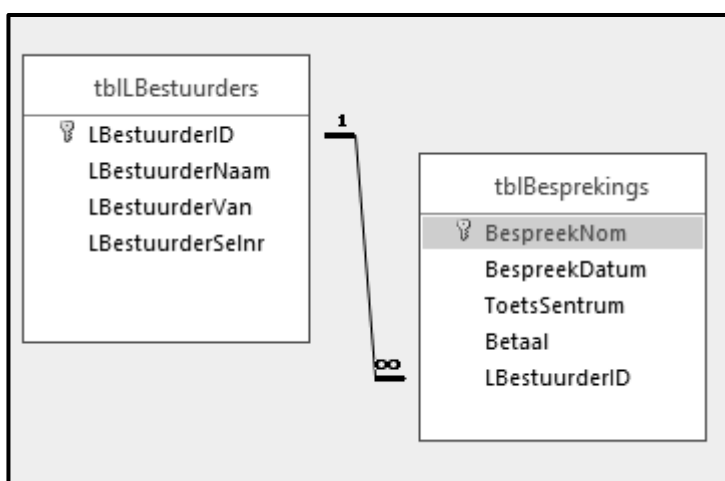 tblLBestuurders
LBestuurderID
LBestuurderNaam
LBestuurderVan
LBestuurderSelnr
1
∞
tblBesprekings
BespreekNom
BespreekDatum
ToetsSentrum
Betaal
LBestuurderID